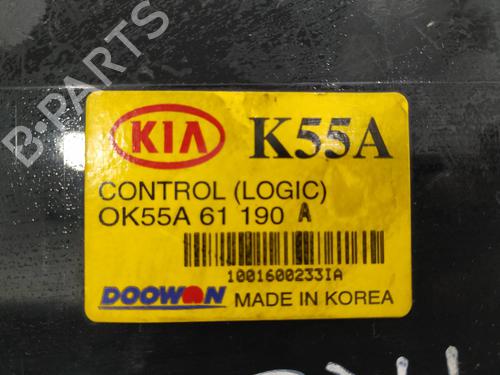 B-PARTS
KIA K55A
CONTROL (LOGIC)
OK55A 61 190 A
1001600233IA
DOOWON MADE IN KOREA